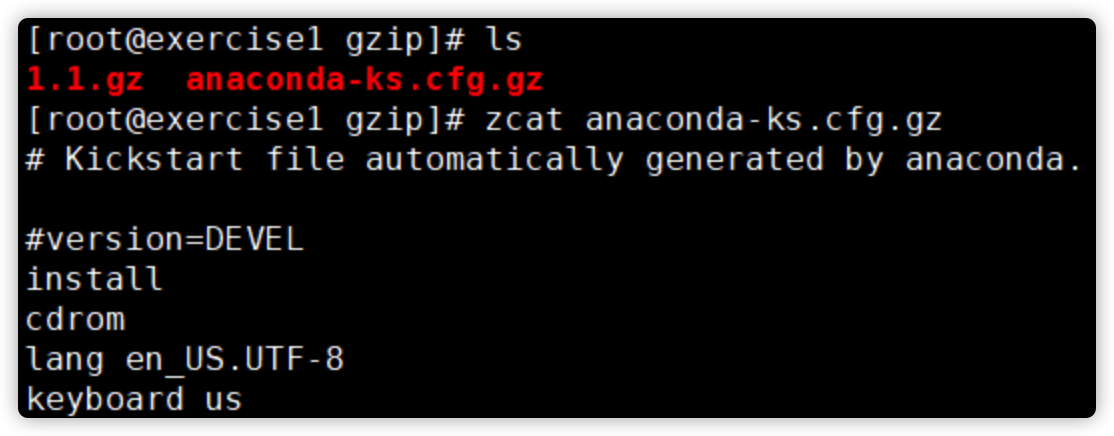 [root@exercise1 gzip]# ls
1.1.gz  anaconda-ks.cfg.gz
[root@exercise1 gzip]# zcat anaconda-ks.cfg.gz
# Kickstart file automatically generated by anaconda.

#version=DEVEL
install
cdrom
lang en_US.UTF-8
keyboard us